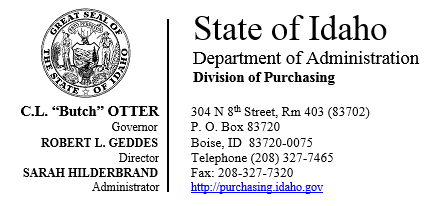 GREAT SEAL OF
THE STATE OF IDAHO
C.L. “Butch” OTTER
Governor
ROBERT L. GEDDES
Director
SARAH HILDERBRAND
Administrator
State of Idaho
Department of Administration
Division of Purchasing
304 N 8th Street, Rm 403 (83702)
P. O. Box 83720
Boise, ID  83720-0075
Telephone (208) 327-7465
Fax: 208-327-7320
http://purchasing.idaho.gov